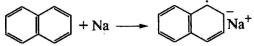 + Na ⟶ · − Na⁺